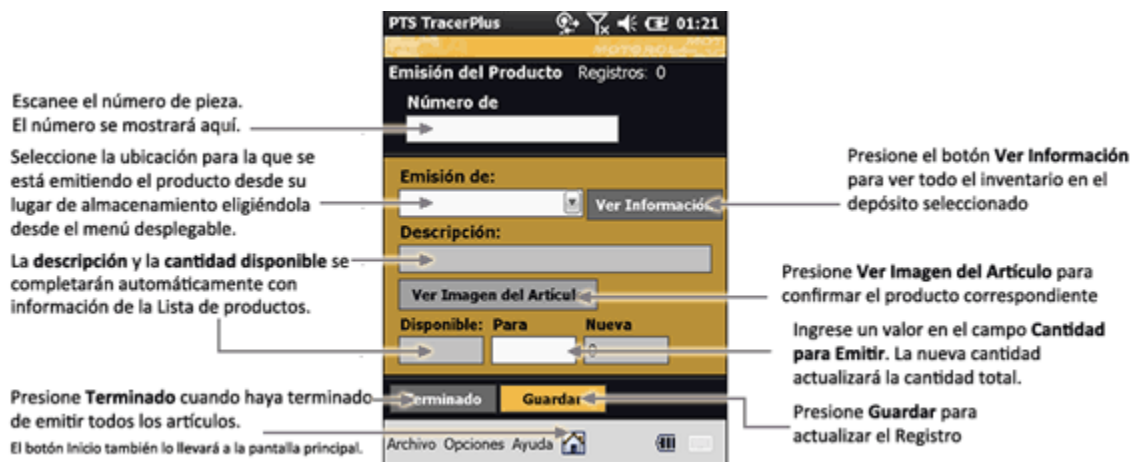 PTS TracerPlus 01:21
MOTOROLA
Emisión del Producto Registros: 0
Número de
Emisión de:
Ver Información
Descripción:
Ver Imagen del Artícul
Disponible: Para Nueva
0
Terminado Guardar
Archivo Opciones Ayuda
Escanee el número de pieza.
El número se mostrará aquí.
Seleccione la ubicación para la que se
está emitiendo el producto desde su
lugar de almacenamiento eligiéndola
desde el menú desplegable.
La descripción y la cantidad disponible se
completarán automáticamente con
información de la Lista de productos.
Presione Terminado cuando haya terminado
de emitir todos los artículos.
El botón Inicio también lo llevará a la pantalla principal.
Presione el botón Ver Información
para ver todo el inventario en el
depósito seleccionado
Presione Ver Imagen del Artículo para
confirmar el producto correspondiente
Ingrese un valor en el campo Cantidad
para Emitir. La nueva cantidad
actualizará la cantidad total.
Presione Guardar para
actualizar el Registro